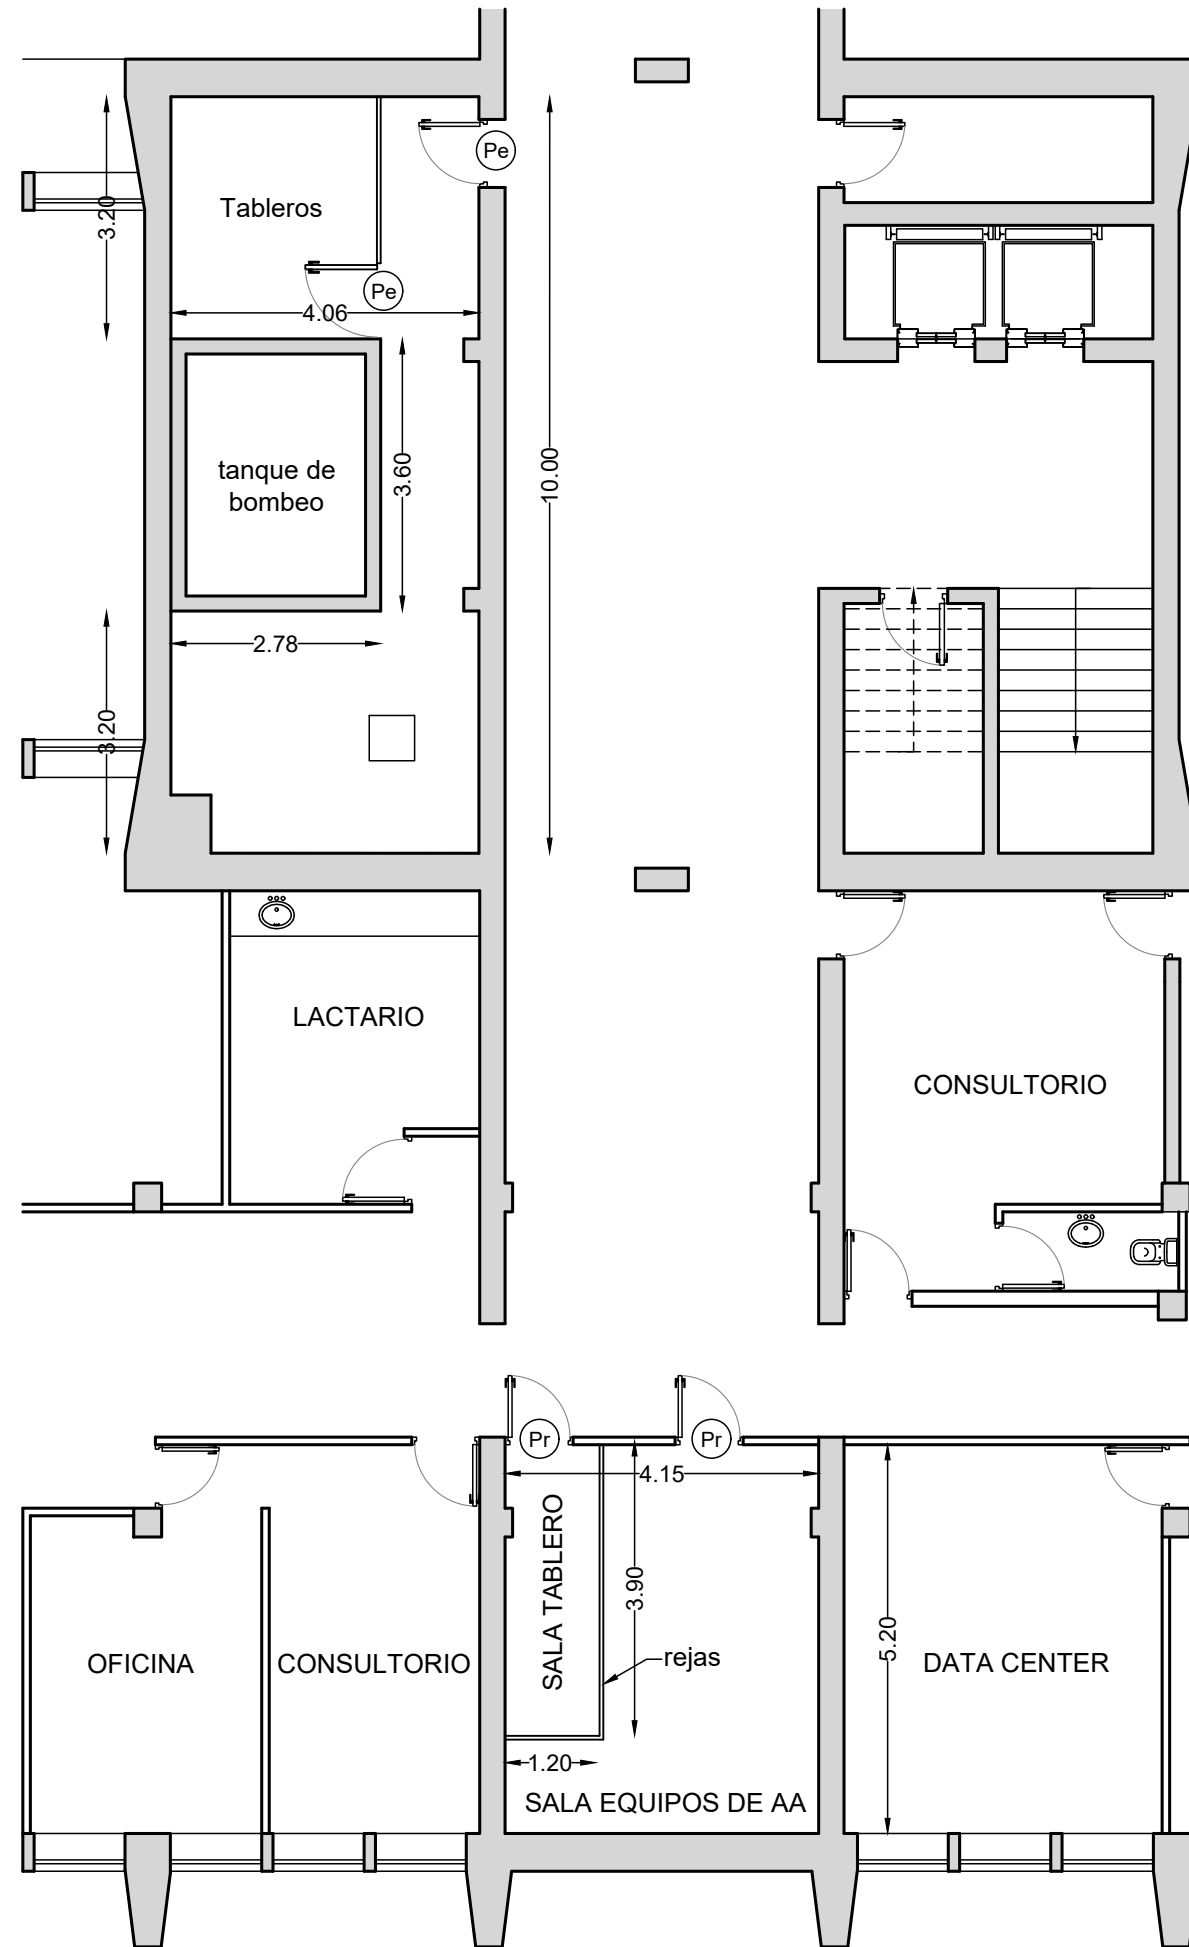 Pe
3.20
Tableros
Pe
4.06
tanque de
bombeo
3.60
10.00
2.78
3.20
LACTARIO
CONSULTORIO
Pr
Pr
4.15
SALA TABLERO
3.90
5.20
rejas
OFICINA
CONSULTORIO
DATA CENTER
1.20
SALA EQUIPOS DE AA